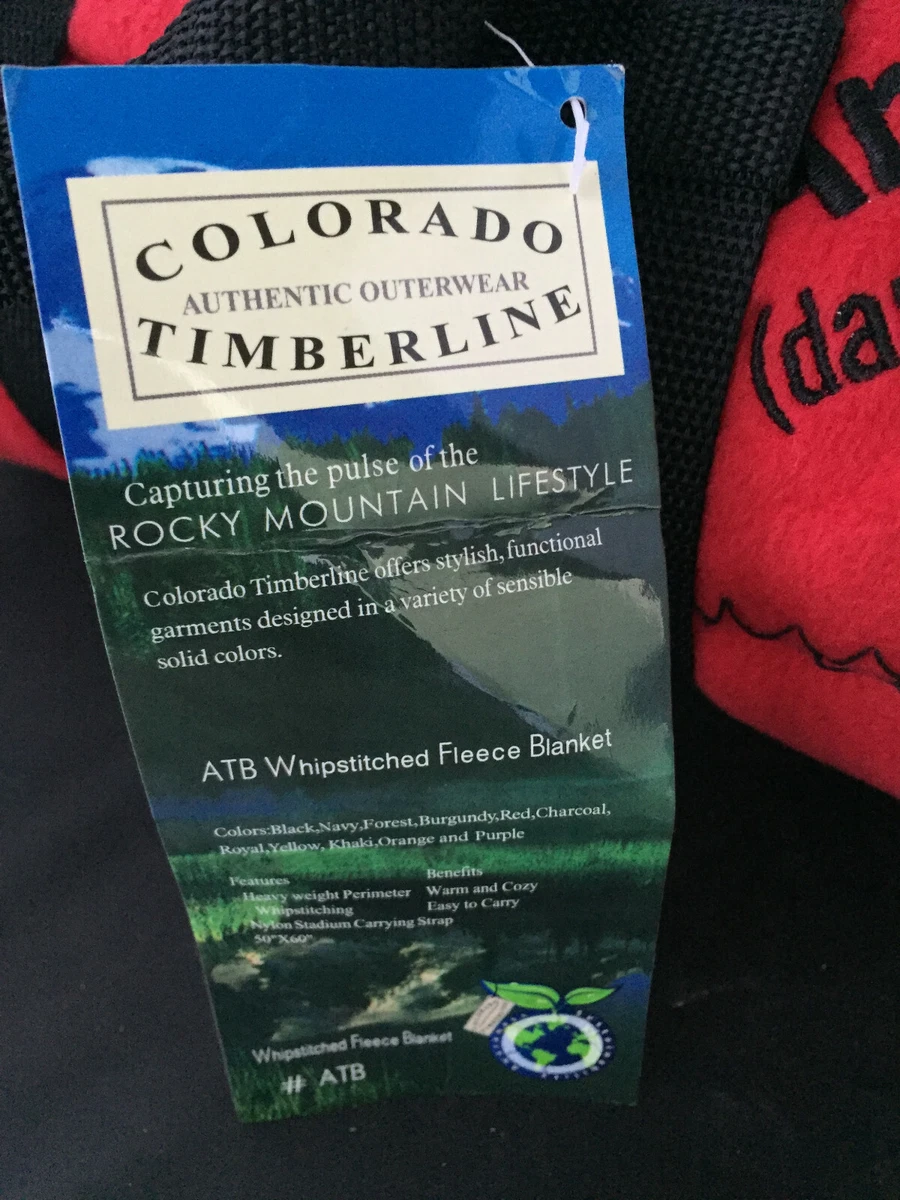 COLORADO
AUTHENTIC OUTERWEAR
TIMBERLINE
Capturing the pulse of the
ROCKY MOUNTAIN LIFESTYLE
Colorado Timberline offers stylish, functional
garments designed in a variety of sensible
solid colors.
ATB Whipstitched Fleece Blanket
Colors:Black,Navy,Forest,Burgundy,Red,Charcoal,
Royal,Yellow, Khaki,Orange and Purple
Features
Heavy weight Perimeter
Whipstitching
Nylon Stadium Carrying Strap
50"X60"
Benefits
Warm and Cozy
Easy to Carry
Whipstitched Fleece Blanket
# ATB
(da